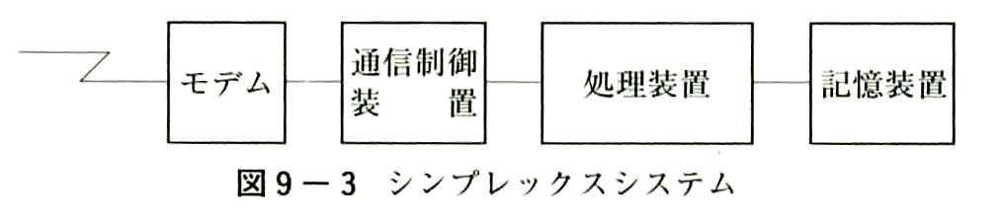 モデム
通信制御
装　　置
処理装置
記憶装置
図9－3　シンプレックスシステム